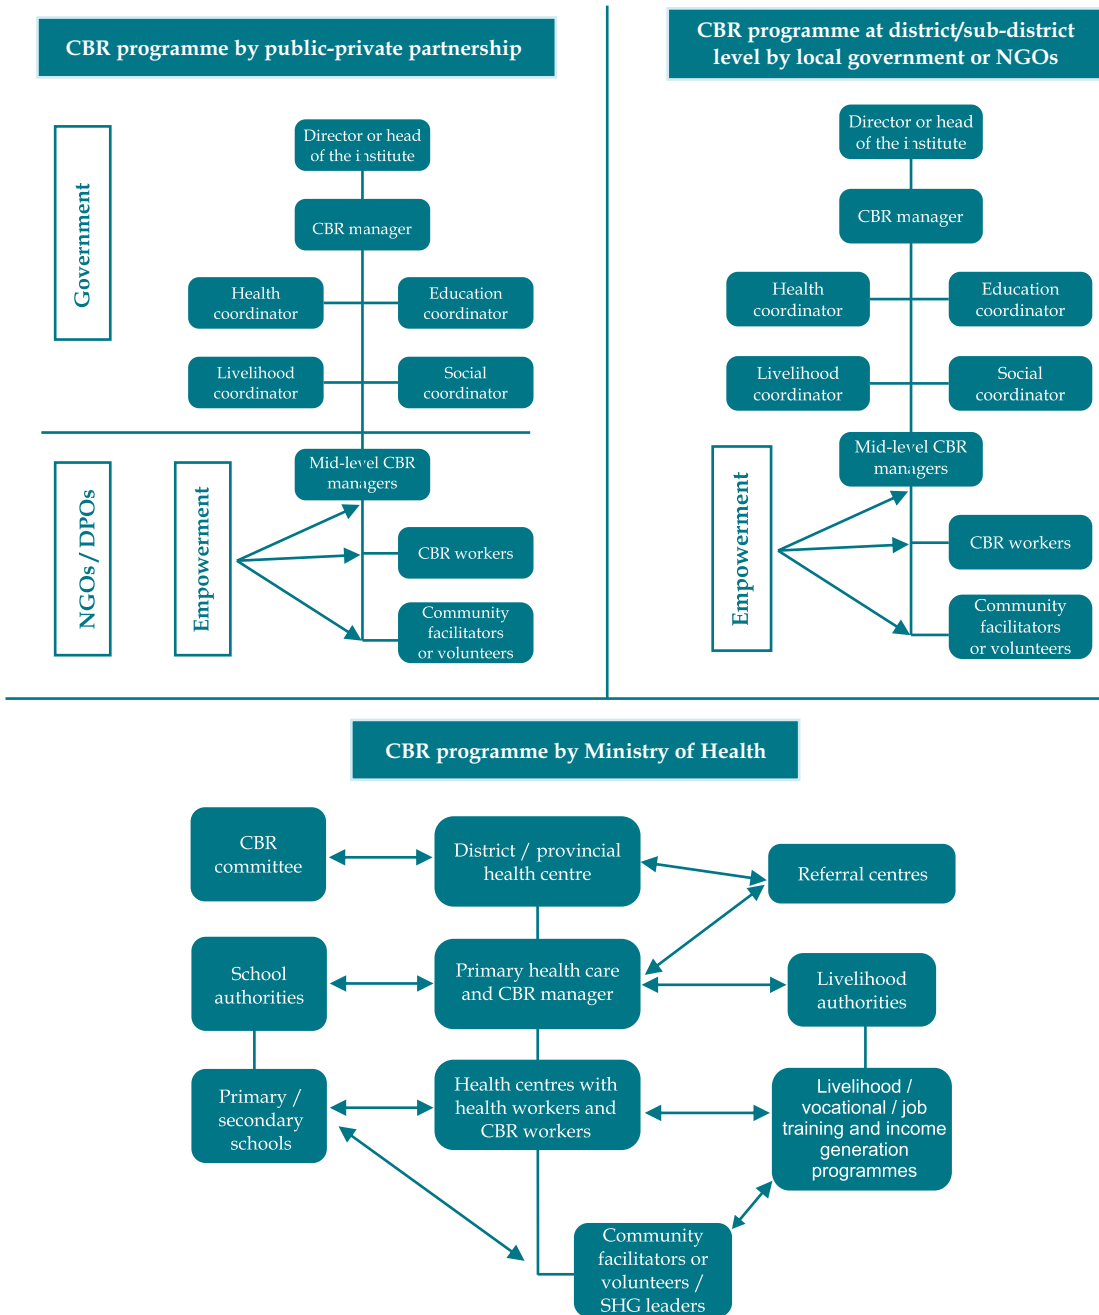 CBR programme by public-private partnership
Government
Director or head
of the institute
CBR manager
Health
coordinator
Education
coordinator
Livelihood
coordinator
Social
coordinator
NGOs / DPOs
Empowerment
Mid-level CBR
managers
CBR workers
Community
facilitators
or volunteers
CBR programme at district/sub-district
level by local government or NGOs
Director or head
of the institute
CBR manager
Health
coordinator
Education
coordinator
Livelihood
coordinator
Social
coordinator
Empowerment
Mid-level CBR
managers
CBR workers
Community
facilitators
or volunteers
CBR programme by Ministry of Health
CBR
committee
District / provincial
health centre
Referral centres
School
authorities
Primary health care
and CBR manager
Livelihood
authorities
Primary /
secondary
schools
Health centres with
health workers and
CBR workers
Livelihood /
vocational / job
training and income
generation
programmes
Community
facilitators or
volunteers /
SHG leaders